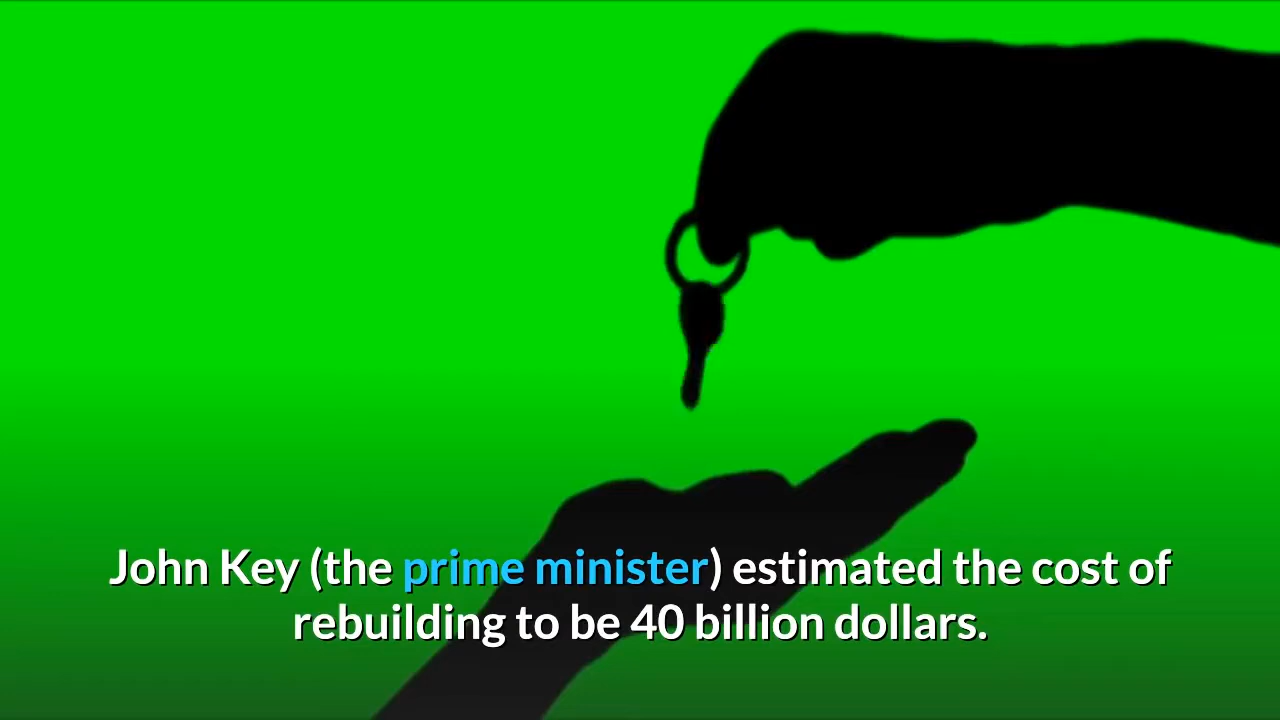 John Key (the prime minister) estimated the cost of
rebuilding to be 40 billion dollars.